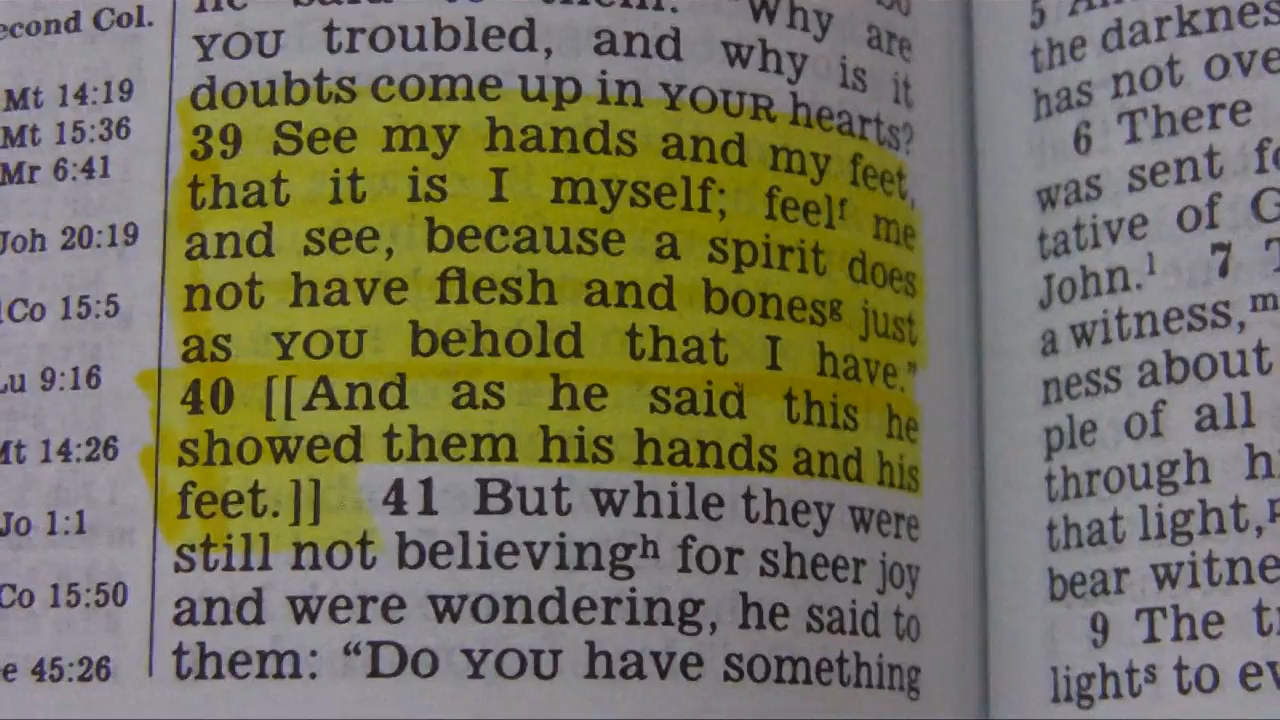 econd Col.
Mt 14:19
Mt 15:36
Mr 6:41
Joh 20:19
1Co 15:5
Lu 9:16
Mt 14:26
Jo 1:1
Co 15:50
e 45:26
"Why are
YOU troubled, and why is it
doubts come up in YOUR hearts?
39 See my hands and my feet,
that it is I myself; feelᶠ me
and see, because a spirit does
not have flesh and bonesᵍ just
as YOU behold that I have."
40 [[And as he said this he
showed them his hands and his
feet.]] 41 But while they were
still not believingʰ for sheer joy
and were wondering, he said to
them: “Do YOU have something
5
the darknes
has not ove
6 There
was sent fo
tative of G
John.¹ 7 T
a witness,ᵐ
ness about
ple of all
through h
that light,ⁿ
bear witne
9 The t
lightˢ to ev